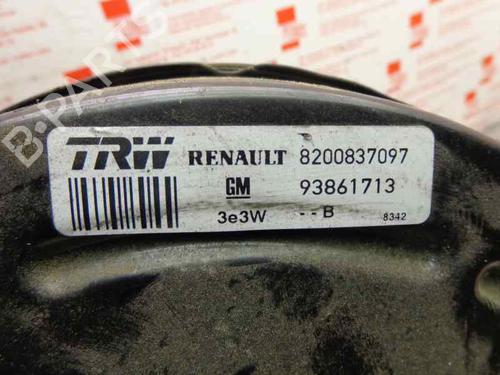 TRW RENAULT 8200837097
GM 93861713
3e3W --B 8342
B-PARTS